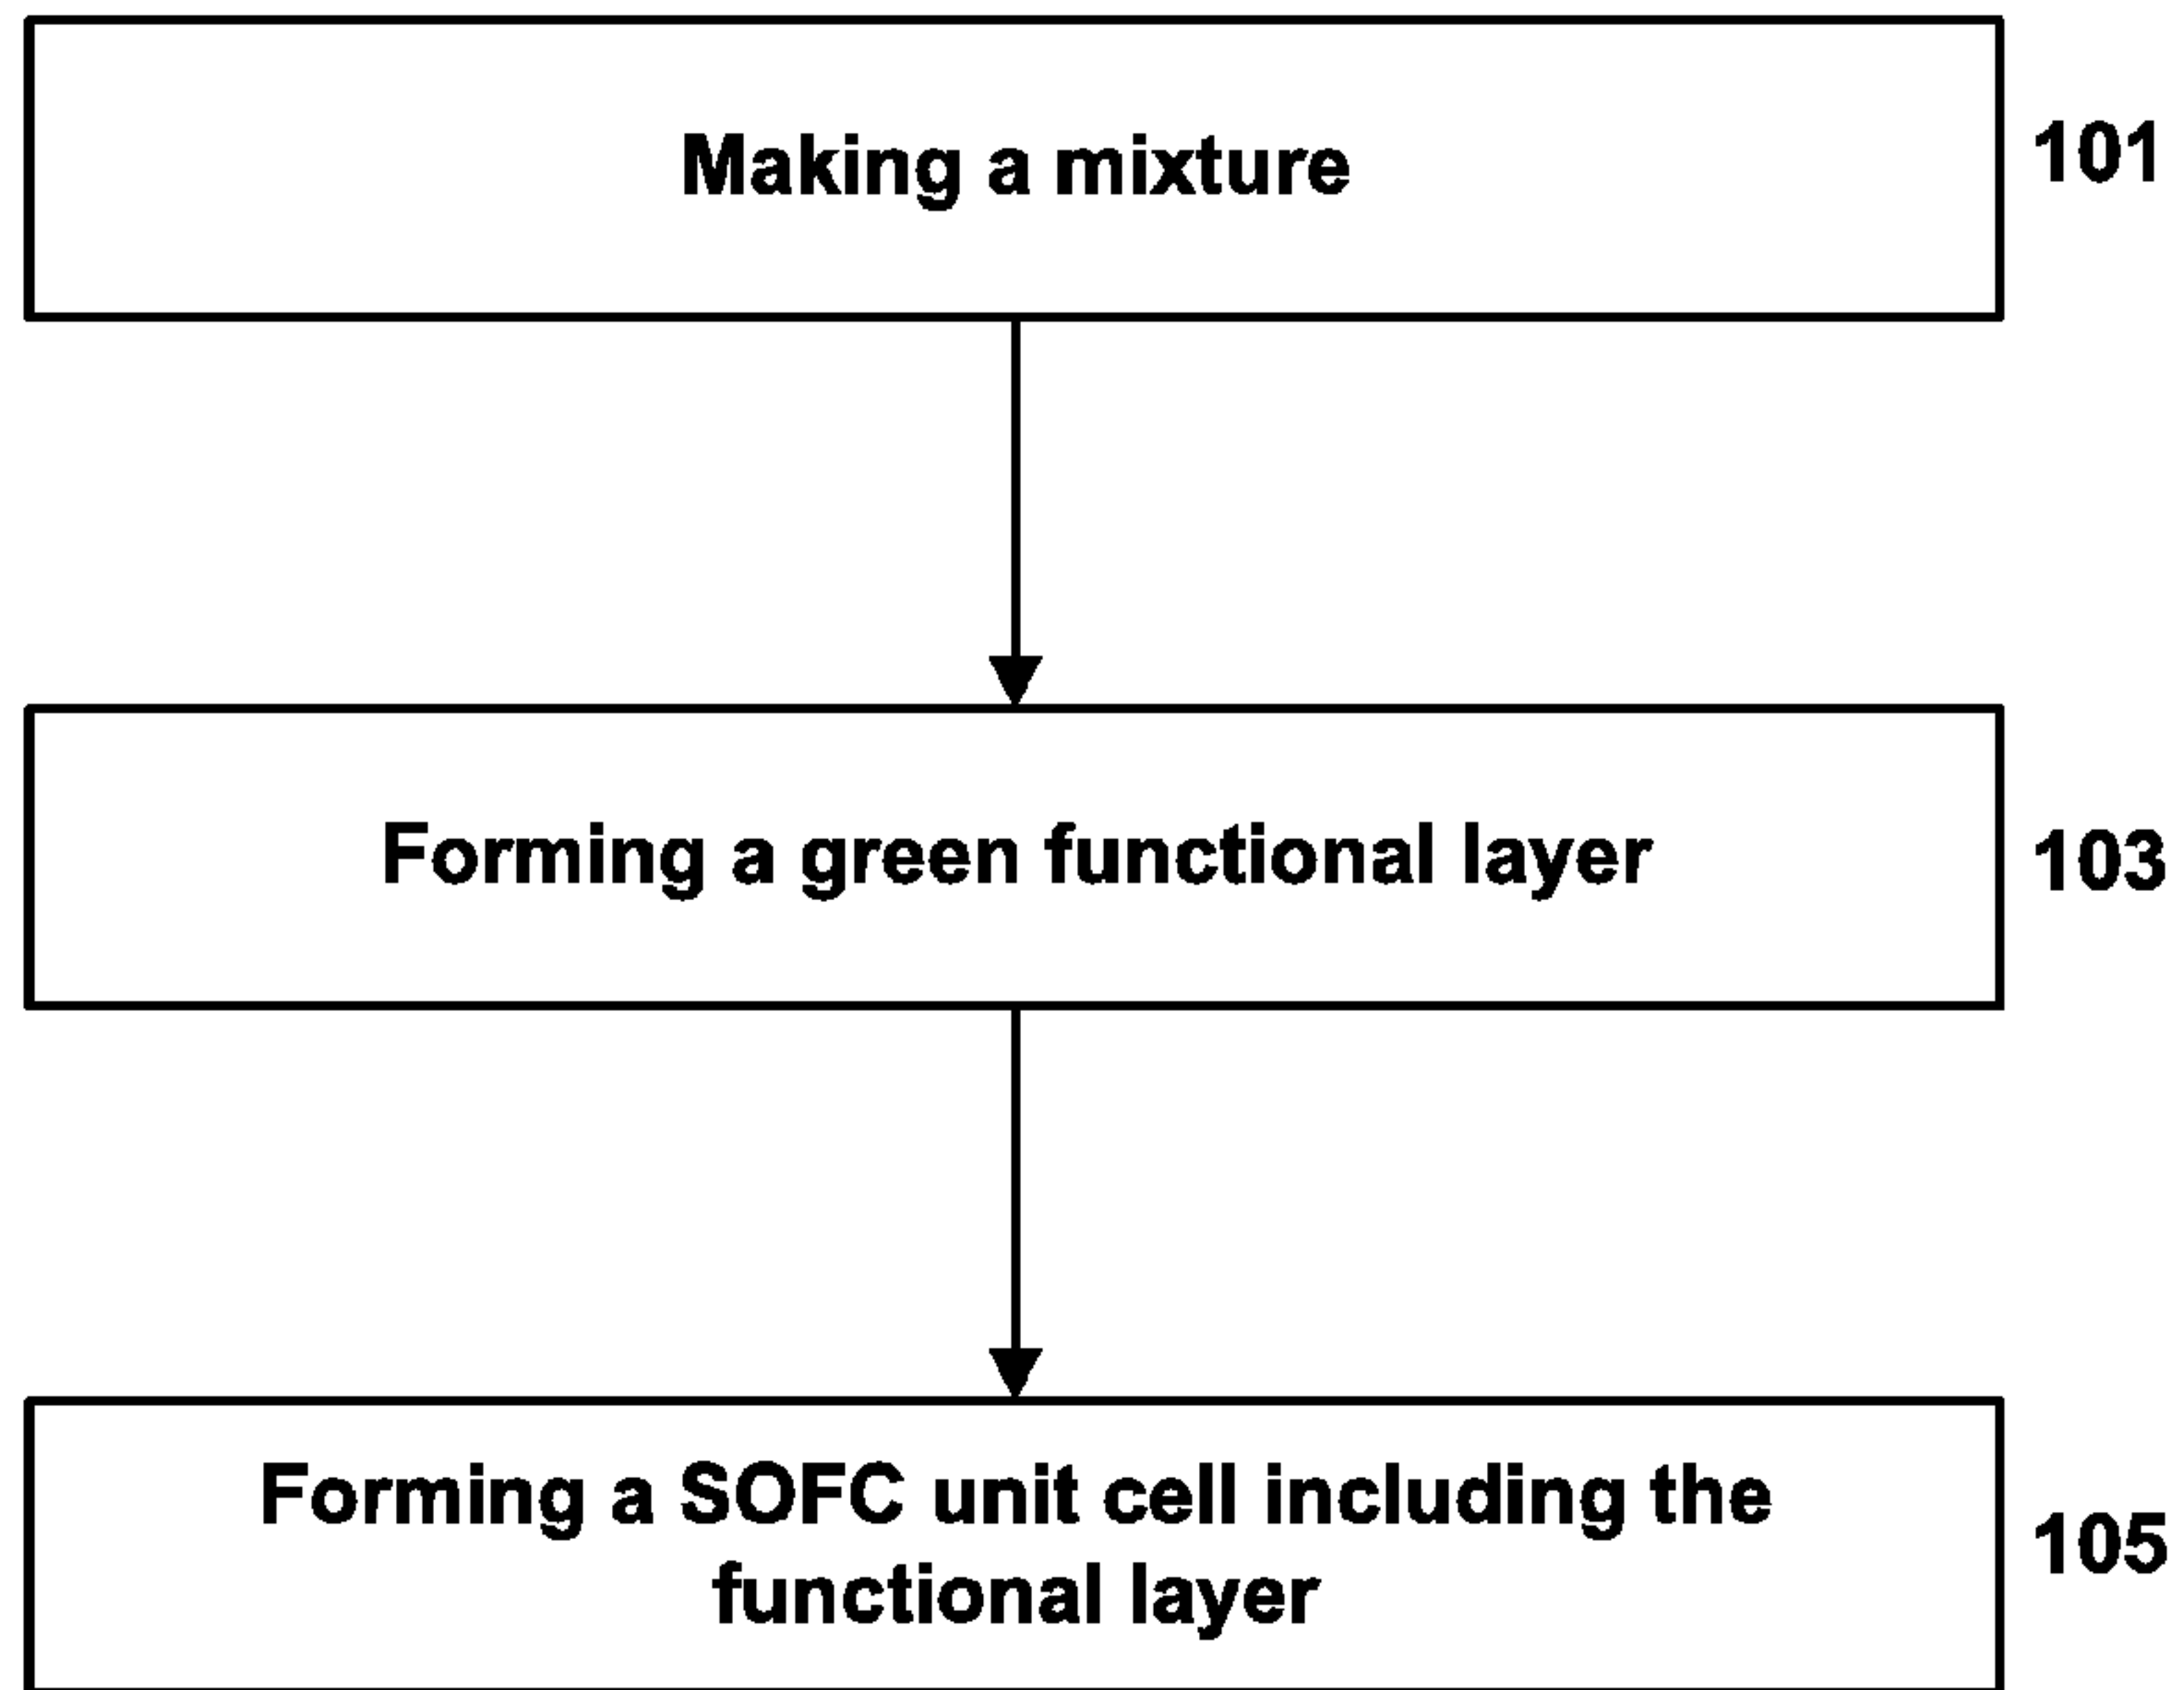 Making a mixture
101
Forming a green functional layer
103
Forming a SOFC unit cell including the
functional layer
105